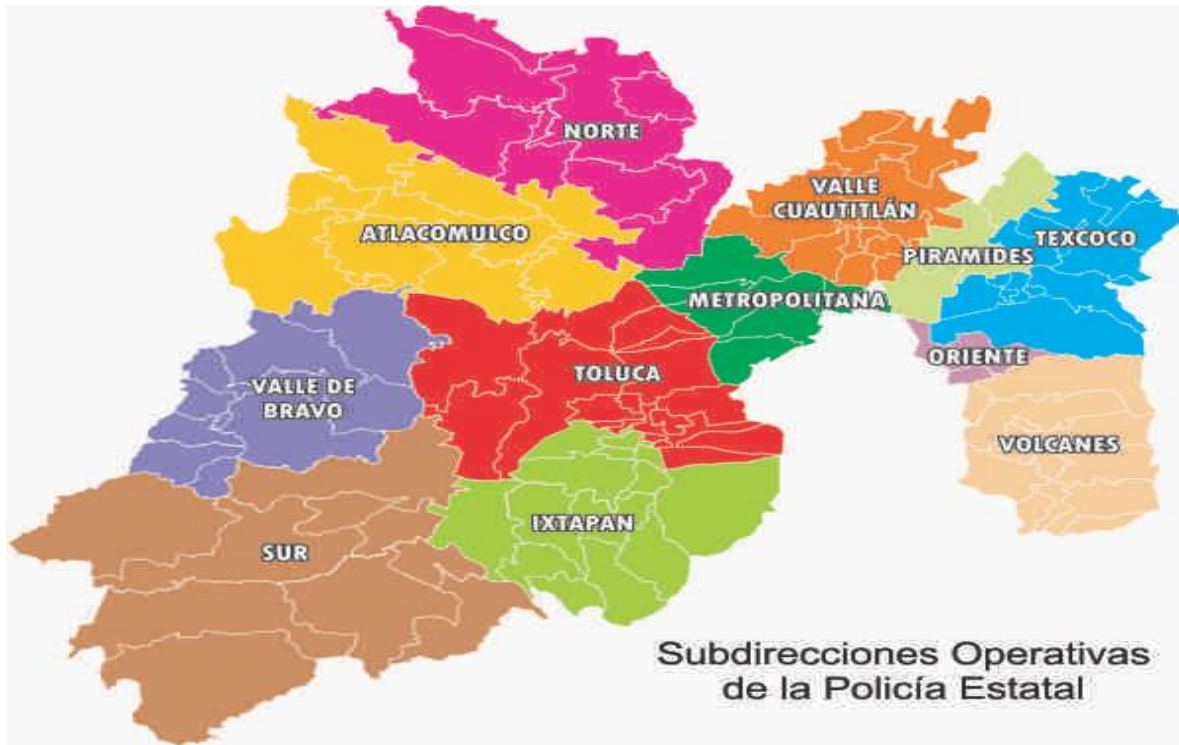 NORTE
VALLE
CUAUTITLÁN
ATLACOMULCO
PIRAMIDES
TEXCOCO
METROPOLITANA
ORIENTE
TOLUCA
VALLE DE
BRAVO
VOLCANES
IXTAPAN
SUR
Subdirecciones Operativas
de la Policía Estatal